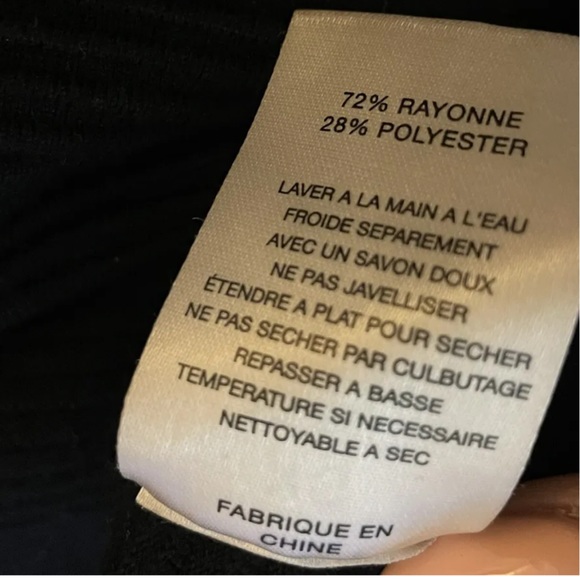 72% RAYONNE
28% POLYESTER
LAVER A LA MAIN A L'EAU
FROIDE SEPAREMENT
AVEC UN SAVON DOUX
NE PAS JAVELLISER
ÉTENDRE A PLAT POUR SECHER
NE PAS SECHER PAR CULBUTAGE
REPASSER A BASSE
TEMPERATURE SI NECESSAIRE
NETTOYABLE A SEC
FABRIQUE EN
CHINE